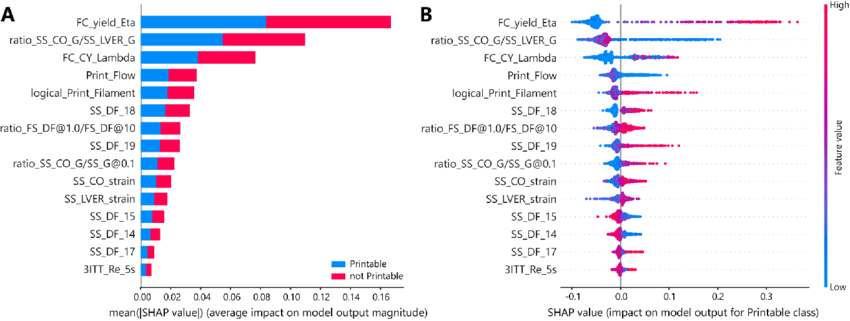 A
FC_yield_Eta
ratio_SS_CO_G/SS_LVER_G
FC_CY_Lambda
Print_Flow
logical_Print_Filament
SS_DF_18
ratio_FS_DF@1.0/FS_DF@10
SS_DF_19
ratio_SS_CO_G/SS_G@0.1
SS_CO_strain
SS_LVER_strain
SS_DF_15
SS_DF_14
SS_DF_17
3ITT_Re_5s
Printable
not Printable
0.00 0.02 0.04 0.06 0.08 0.10 0.12 0.14 0.16
mean(|SHAP value|) (average impact on model output magnitude)
B
FC_yield_Eta
ratio_SS_CO_G/SS_LVER_G
FC_CY_Lambda
Print_Flow
logical_Print_Filament
SS_DF_18
ratio_FS_DF@1.0/FS_DF@10
SS_DF_19
ratio_SS_CO_G/SS_G@0.1
SS_CO_strain
SS_LVER_strain
SS_DF_15
SS_DF_14
SS_DF_17
3ITT_Re_5s
-0.1 0.0 0.1 0.2 0.3
SHAP value (impact on model output for Printable class)
High
Feature value
Low